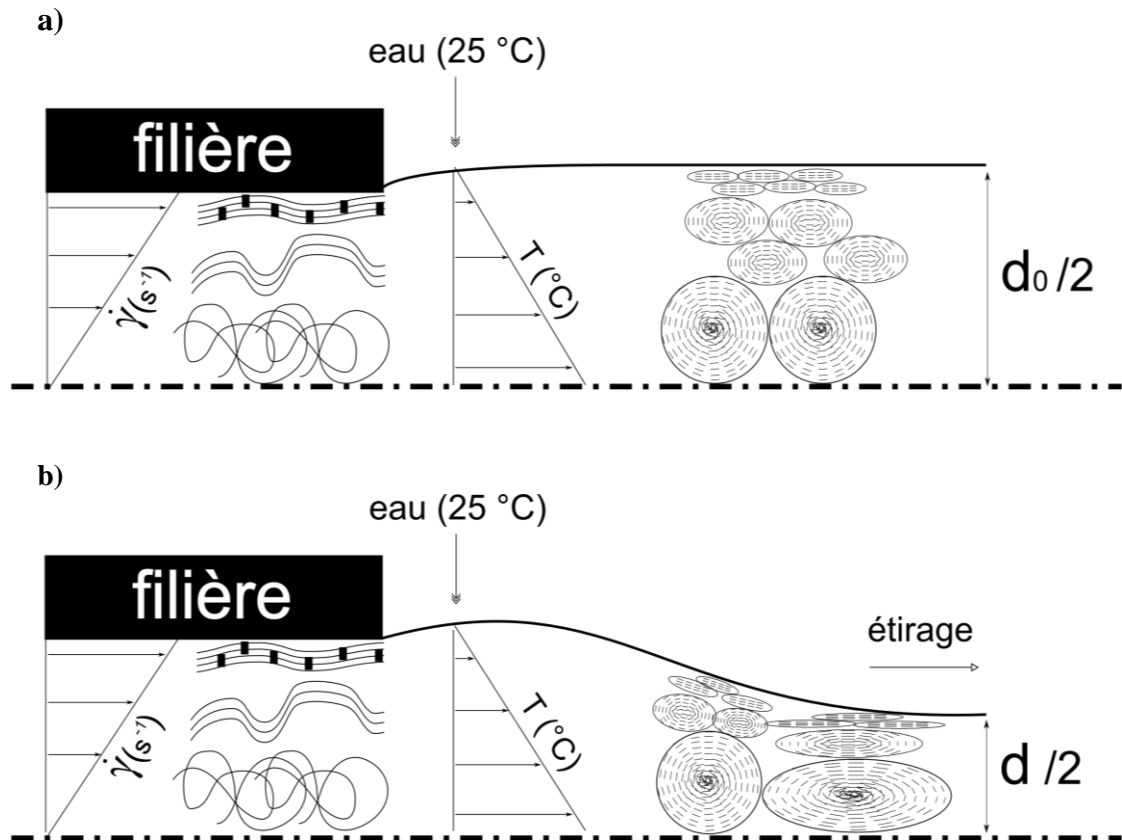 a)
eau (25 °C)
filière
γ̇(s⁻¹)
T (°C)
d₀ /2
b)
eau (25 °C)
étirage
filière
γ̇(s⁻¹)
T (°C)
d /2